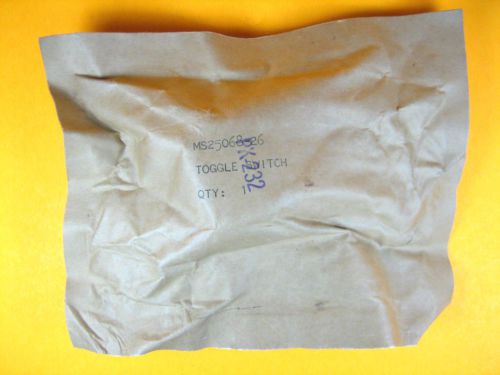 MS25068-26
TOGGLE SWITCH
QTY: 1
K-232